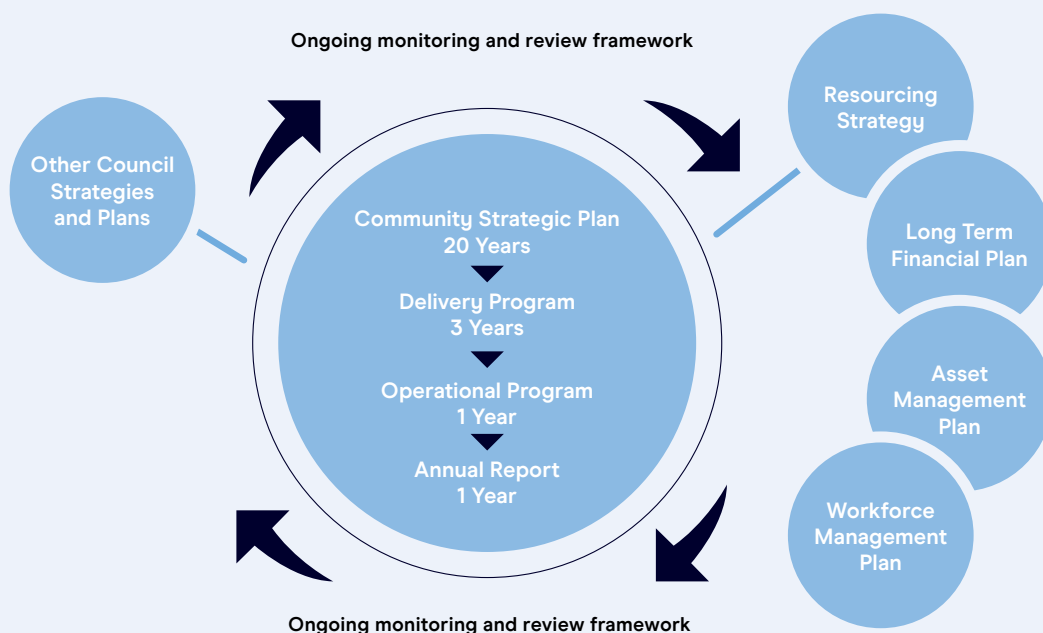 Ongoing monitoring and review framework
Other Council
Strategies
and Plans
Community Strategic Plan
20 Years
Delivery Program
3 Years
Operational Program
1 Year
Annual Report
1 Year
Resourcing
Strategy
Long Term
Financial Plan
Asset
Management
Plan
Workforce
Management
Plan
Ongoing monitoring and review framework